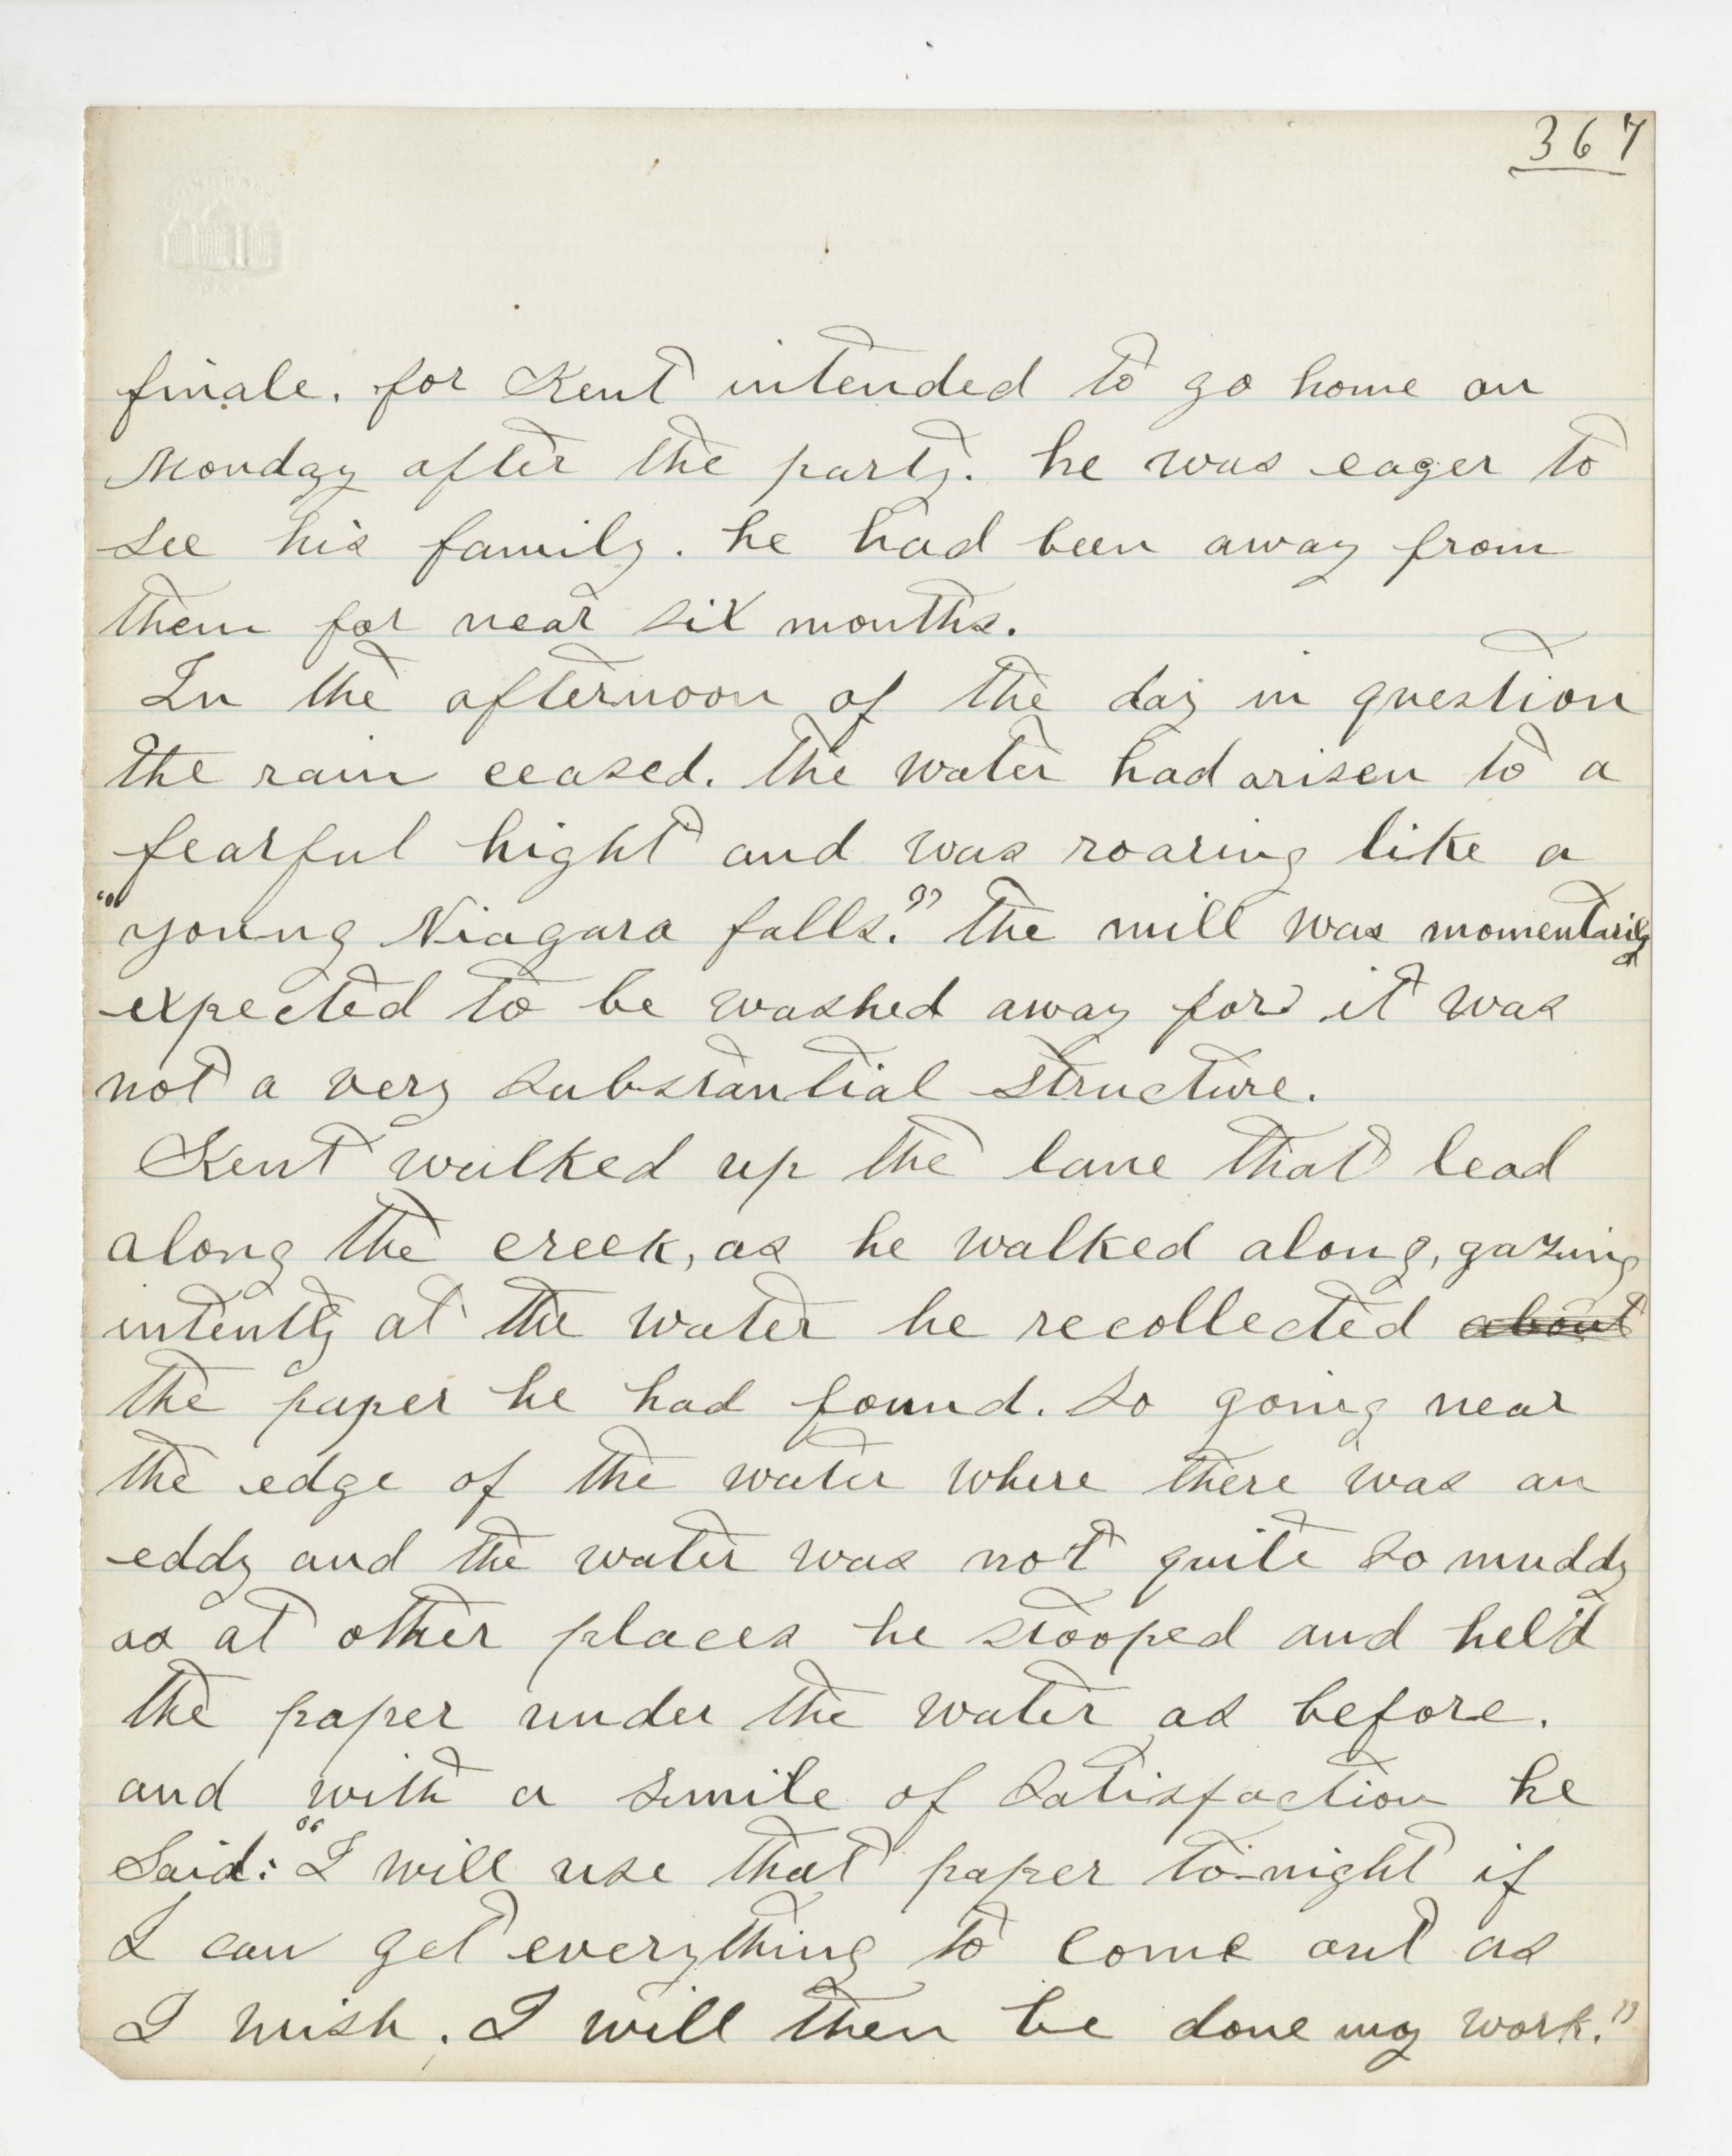 367
finale. for Kent intended to go home on
Monday after the party. he was eager to
see his family. he had been away from
them for near six months.
In the afternoon of the day in question
the rain ceased. the water had arisen to a
fearful hight and was roaring like a
"young Niagara falls." the mill was momentarily
expected to be washed away for it was
not a very substantial structure.
Kent walked up the lane that lead
along the creek, as he walked along, gazing
intently at the water he recollected about
the paper he had found. So going near
the edge of the water where there was an
eddy and the water was not quite so muddy
as at other places he stooped and held
the paper under the water as before.
and with a smile of satisfaction he
Said: "I will use that paper to-night if
I can get everything to come out as
I wish. I will then be done my work."